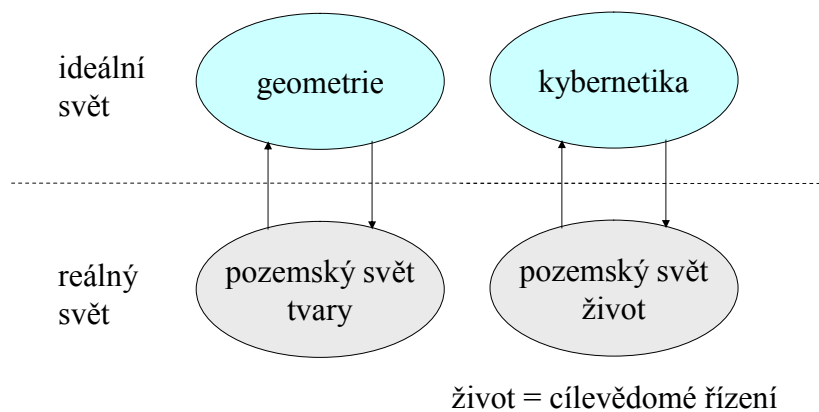 ideální
svět
geometrie
kybernetika
reálný
svět
pozemský svět
tvary
pozemský svět
život
život = cílevědomé řízení